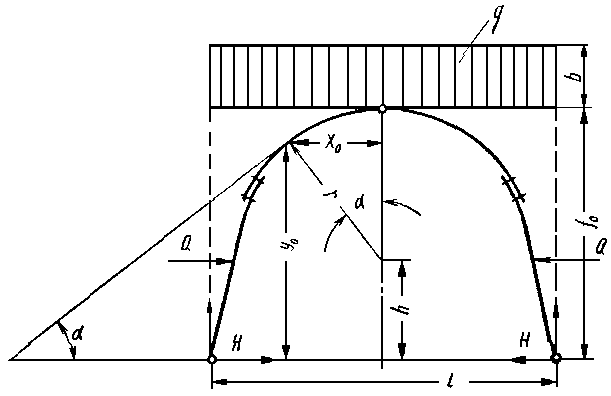 q
b
x₀
r
α
y₀
f₀
Q
Q
h
α
H
H
l